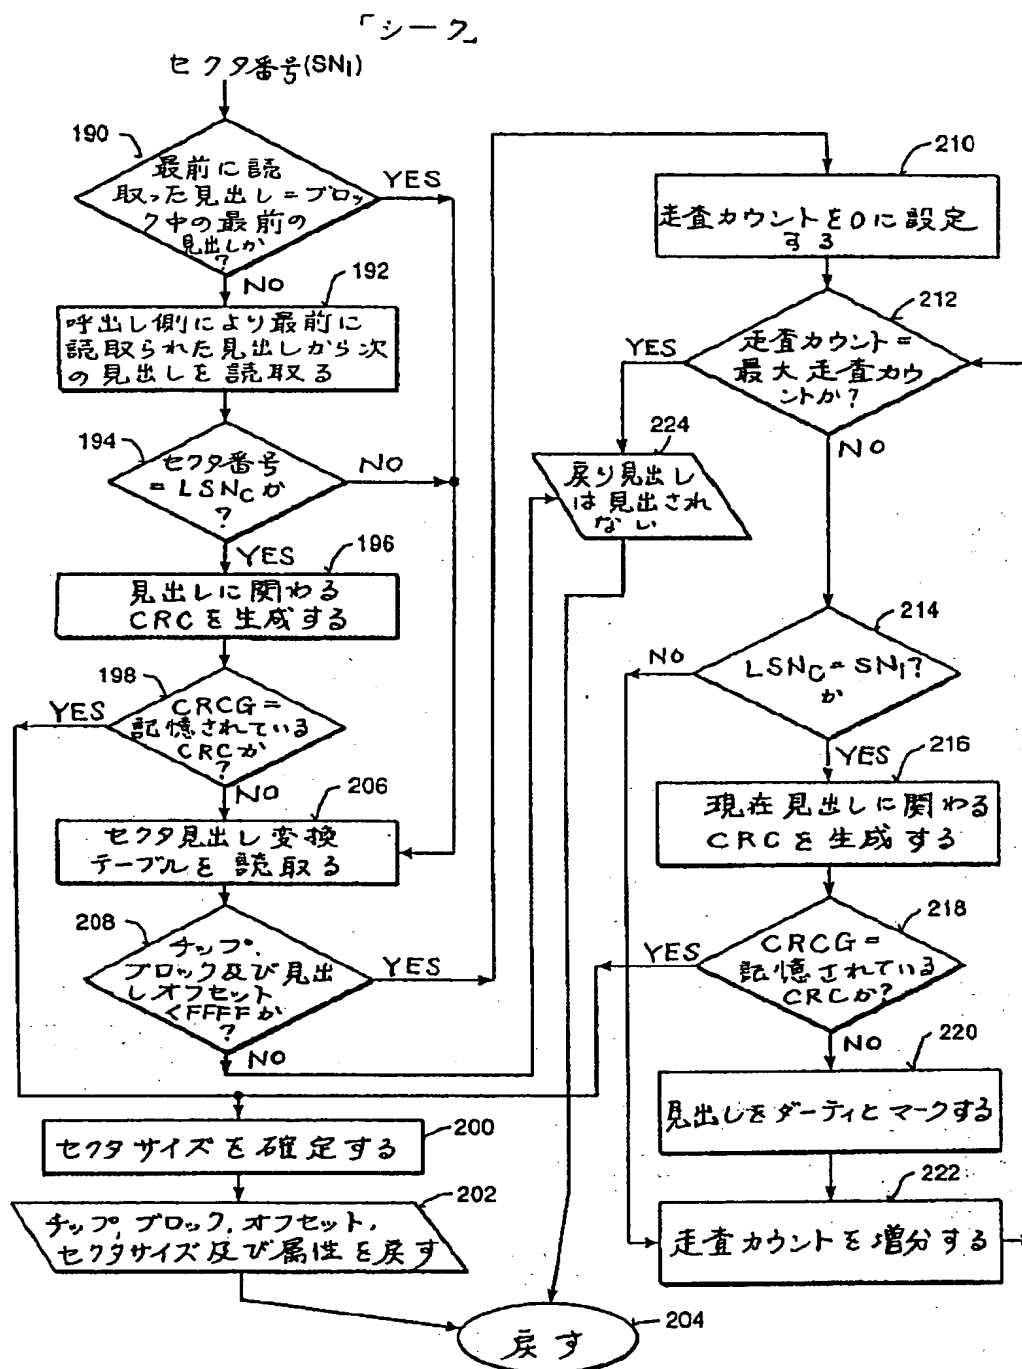 「シーク」
セクタ番号(SN1)
190
最前に読
取った見出し=ブロッ
ク中の最前の
見出しか
?
YES
NO
192
呼出し側により最前に
読取られた見出しから次
の見出しを読取る
194
セクタ番号
=LSNCか
?
NO
YES
196
見出しに関わる
CRCを生成する
198
CRCG=
記憶されている
CRCか
?
YES
NO
206
セクタ見出し変換
テーブルを読取る
208
チップ,
ブロック及び見出
しオフセット
<FFFFか
?
YES
NO
200
セクタサイズを確定する
202
チップ,ブロック,オフセット,
セクタサイズ及び属性を戻す
204
戻す
210
走査カウントを0に設定
する
212
走査カウント=
最大走査カウ
ントか?
YES
NO
224
戻り見出し
は見出され
ない
214
LSNC=SN1?
か
NO
YES
216
現在見出しに関わる
CRCを生成する
218
CRCG=
記憶されている
CRCか?
YES
NO
220
見出しをダーティとマークする
222
走査カウントを増分する